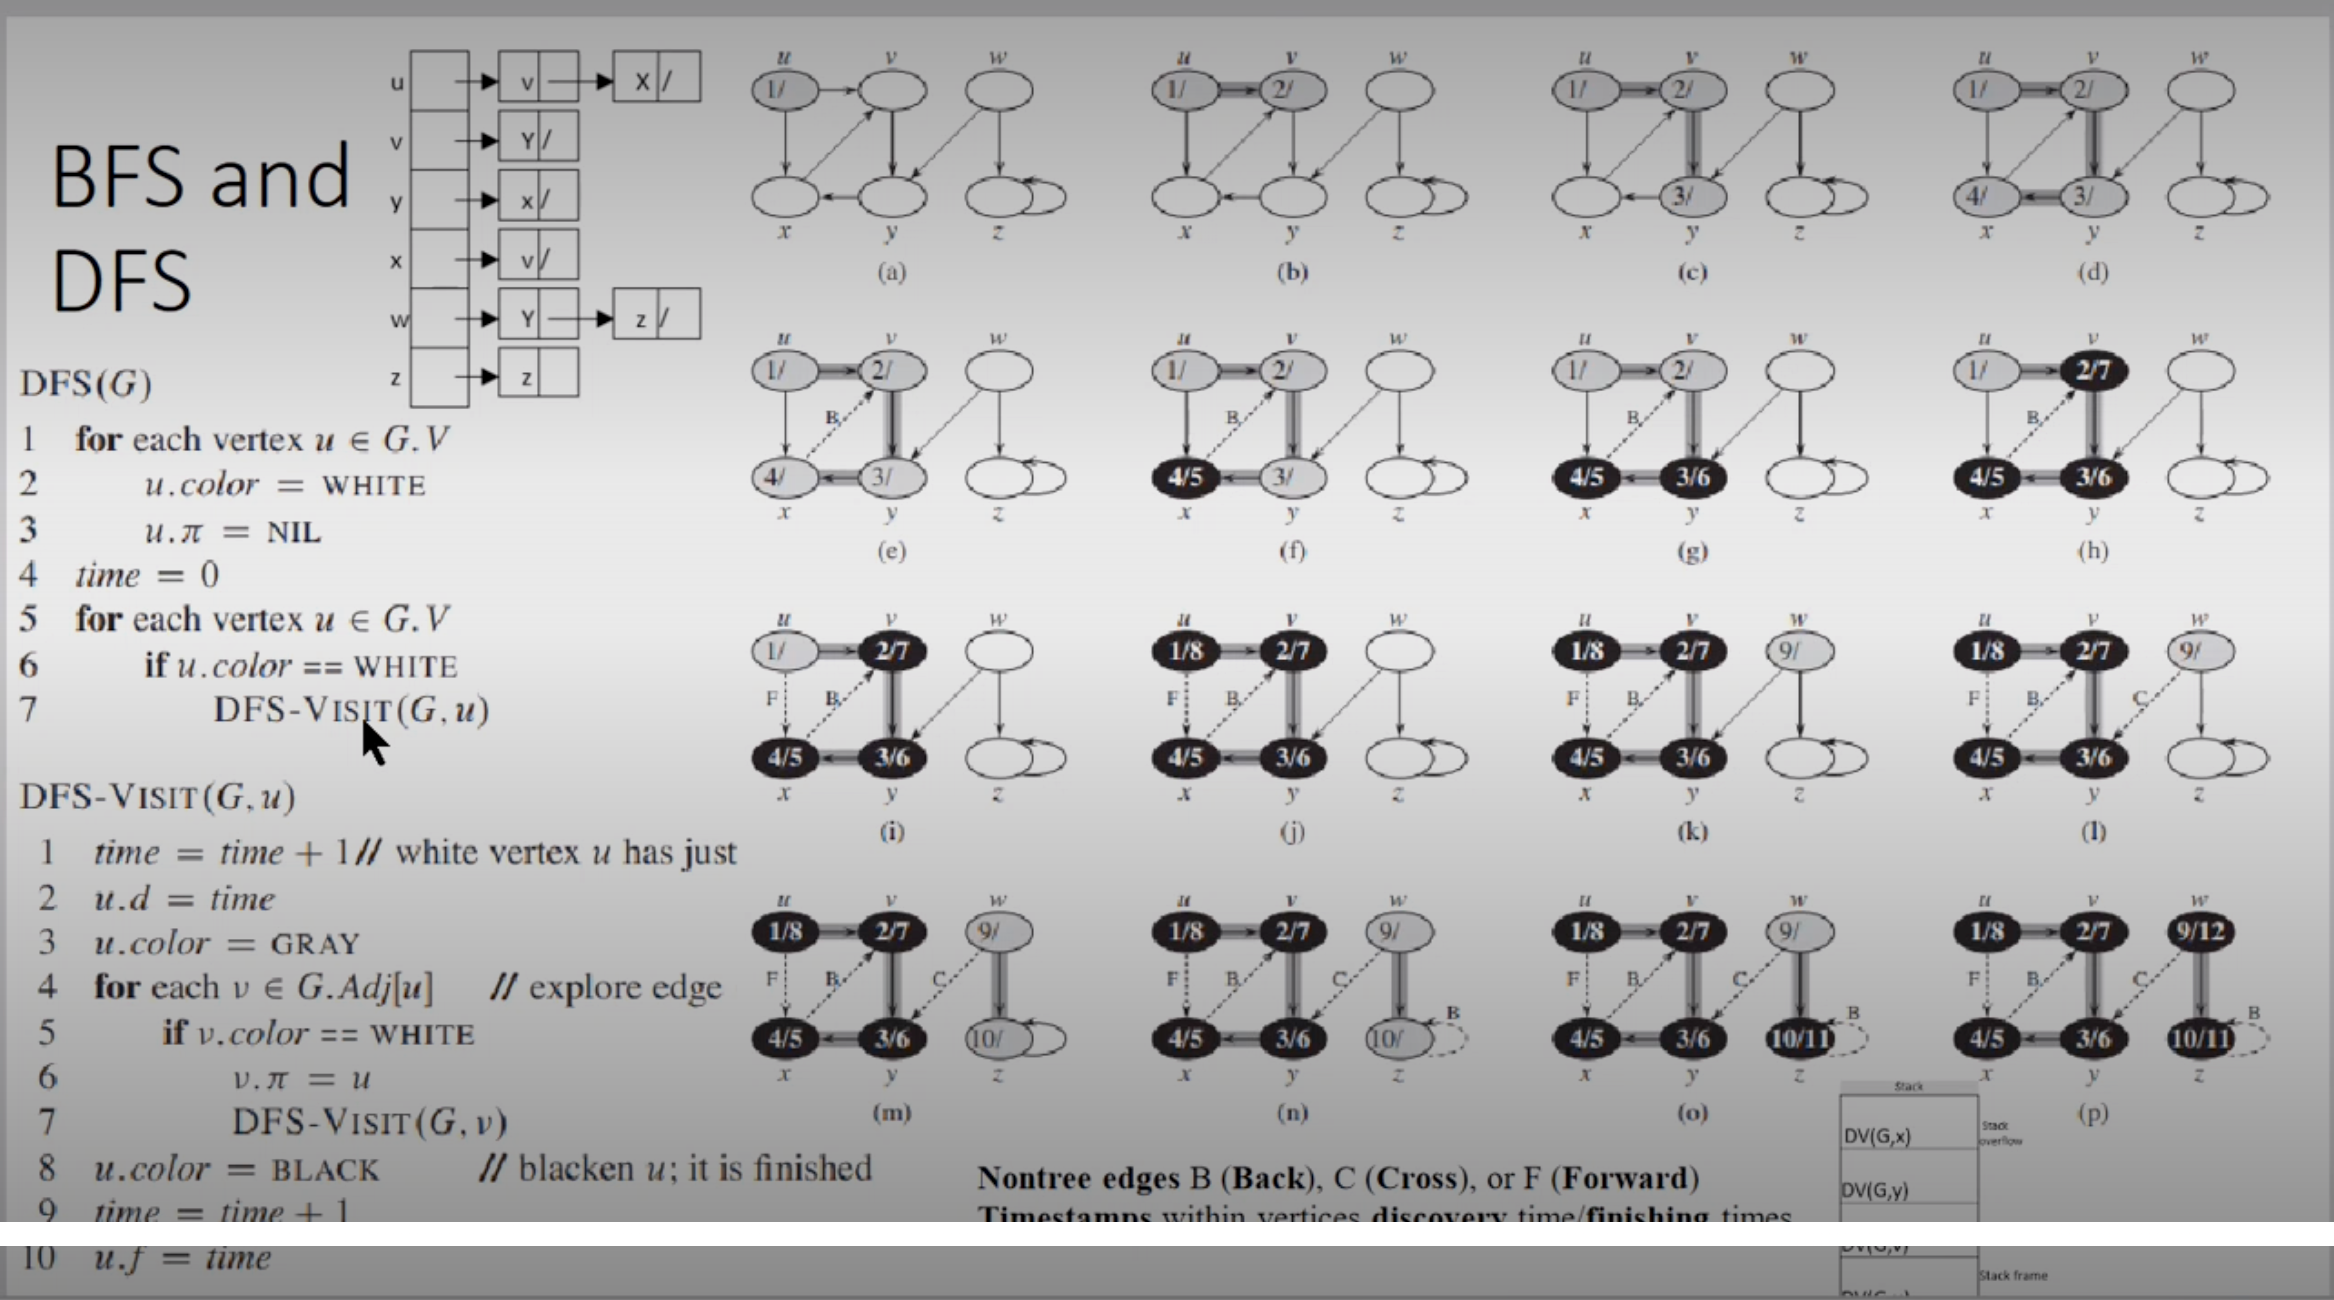 BFS and
DFS
u v X /
v Y /
y x /
x v /
w Y z /
z z
DFS(G)
1 for each vertex u ∈ G.V
2 u.color = WHITE
3 u.π = NIL
4 time = 0
5 for each vertex u ∈ G.V
6 if u.color == WHITE
7 DFS-VISIT(G, u)
DFS-VISIT(G, u)
1 time = time + 1 // white vertex u has just
2 u.d = time
3 u.color = GRAY
4 for each v ∈ G.Adj[u] // explore edge
5 if v.color == WHITE
6 v.π = u
7 DFS-VISIT(G, v)
8 u.color = BLACK // blacken u; it is finished
9 time = time + 1
10 u.f = time
u v w u v w u v w u v w
1/ 1/ 2/ 1/ 2/ 1/ 2/
3/ 4/ 3/
x y z x y z x y z x y z
(a) (b) (c) (d)
u v w u v w u v w u v w
1/ 2/ 1/ 2/ 1/ 2/ 1/ 2/7
B B B B
4/ 3/ 4/5 3/ 4/5 3/6 4/5 3/6
x y z x y z x y z x y z
(e) (f) (g) (h)
u v w u v w u v w u v w
1/ 2/7 1/8 2/7 1/8 2/7 9/ 1/8 2/7 9/
F B F B F B F B C
4/5 3/6 4/5 3/6 4/5 3/6 4/5 3/6
x y z x y z x y z x y z
(i) (j) (k) (l)
u v w u v w u v w u v w
1/8 2/7 9/ 1/8 2/7 9/ 1/8 2/7 9/ 1/8 2/7 9/12
F B C F B C F B C F B C
B B B
4/5 3/6 10/ 4/5 3/6 10/ 4/5 3/6 10/11 4/5 3/6 10/11
x y z x y z x y z x y z
(m) (n) (o) (p)
Nontree edges B (Back), C (Cross), or F (Forward)
Timestamps within vertices discovery time/finishing times
Stack
DV(G,x)
Stack
overflow
DV(G,y)
DV(G,v)
Stack frame